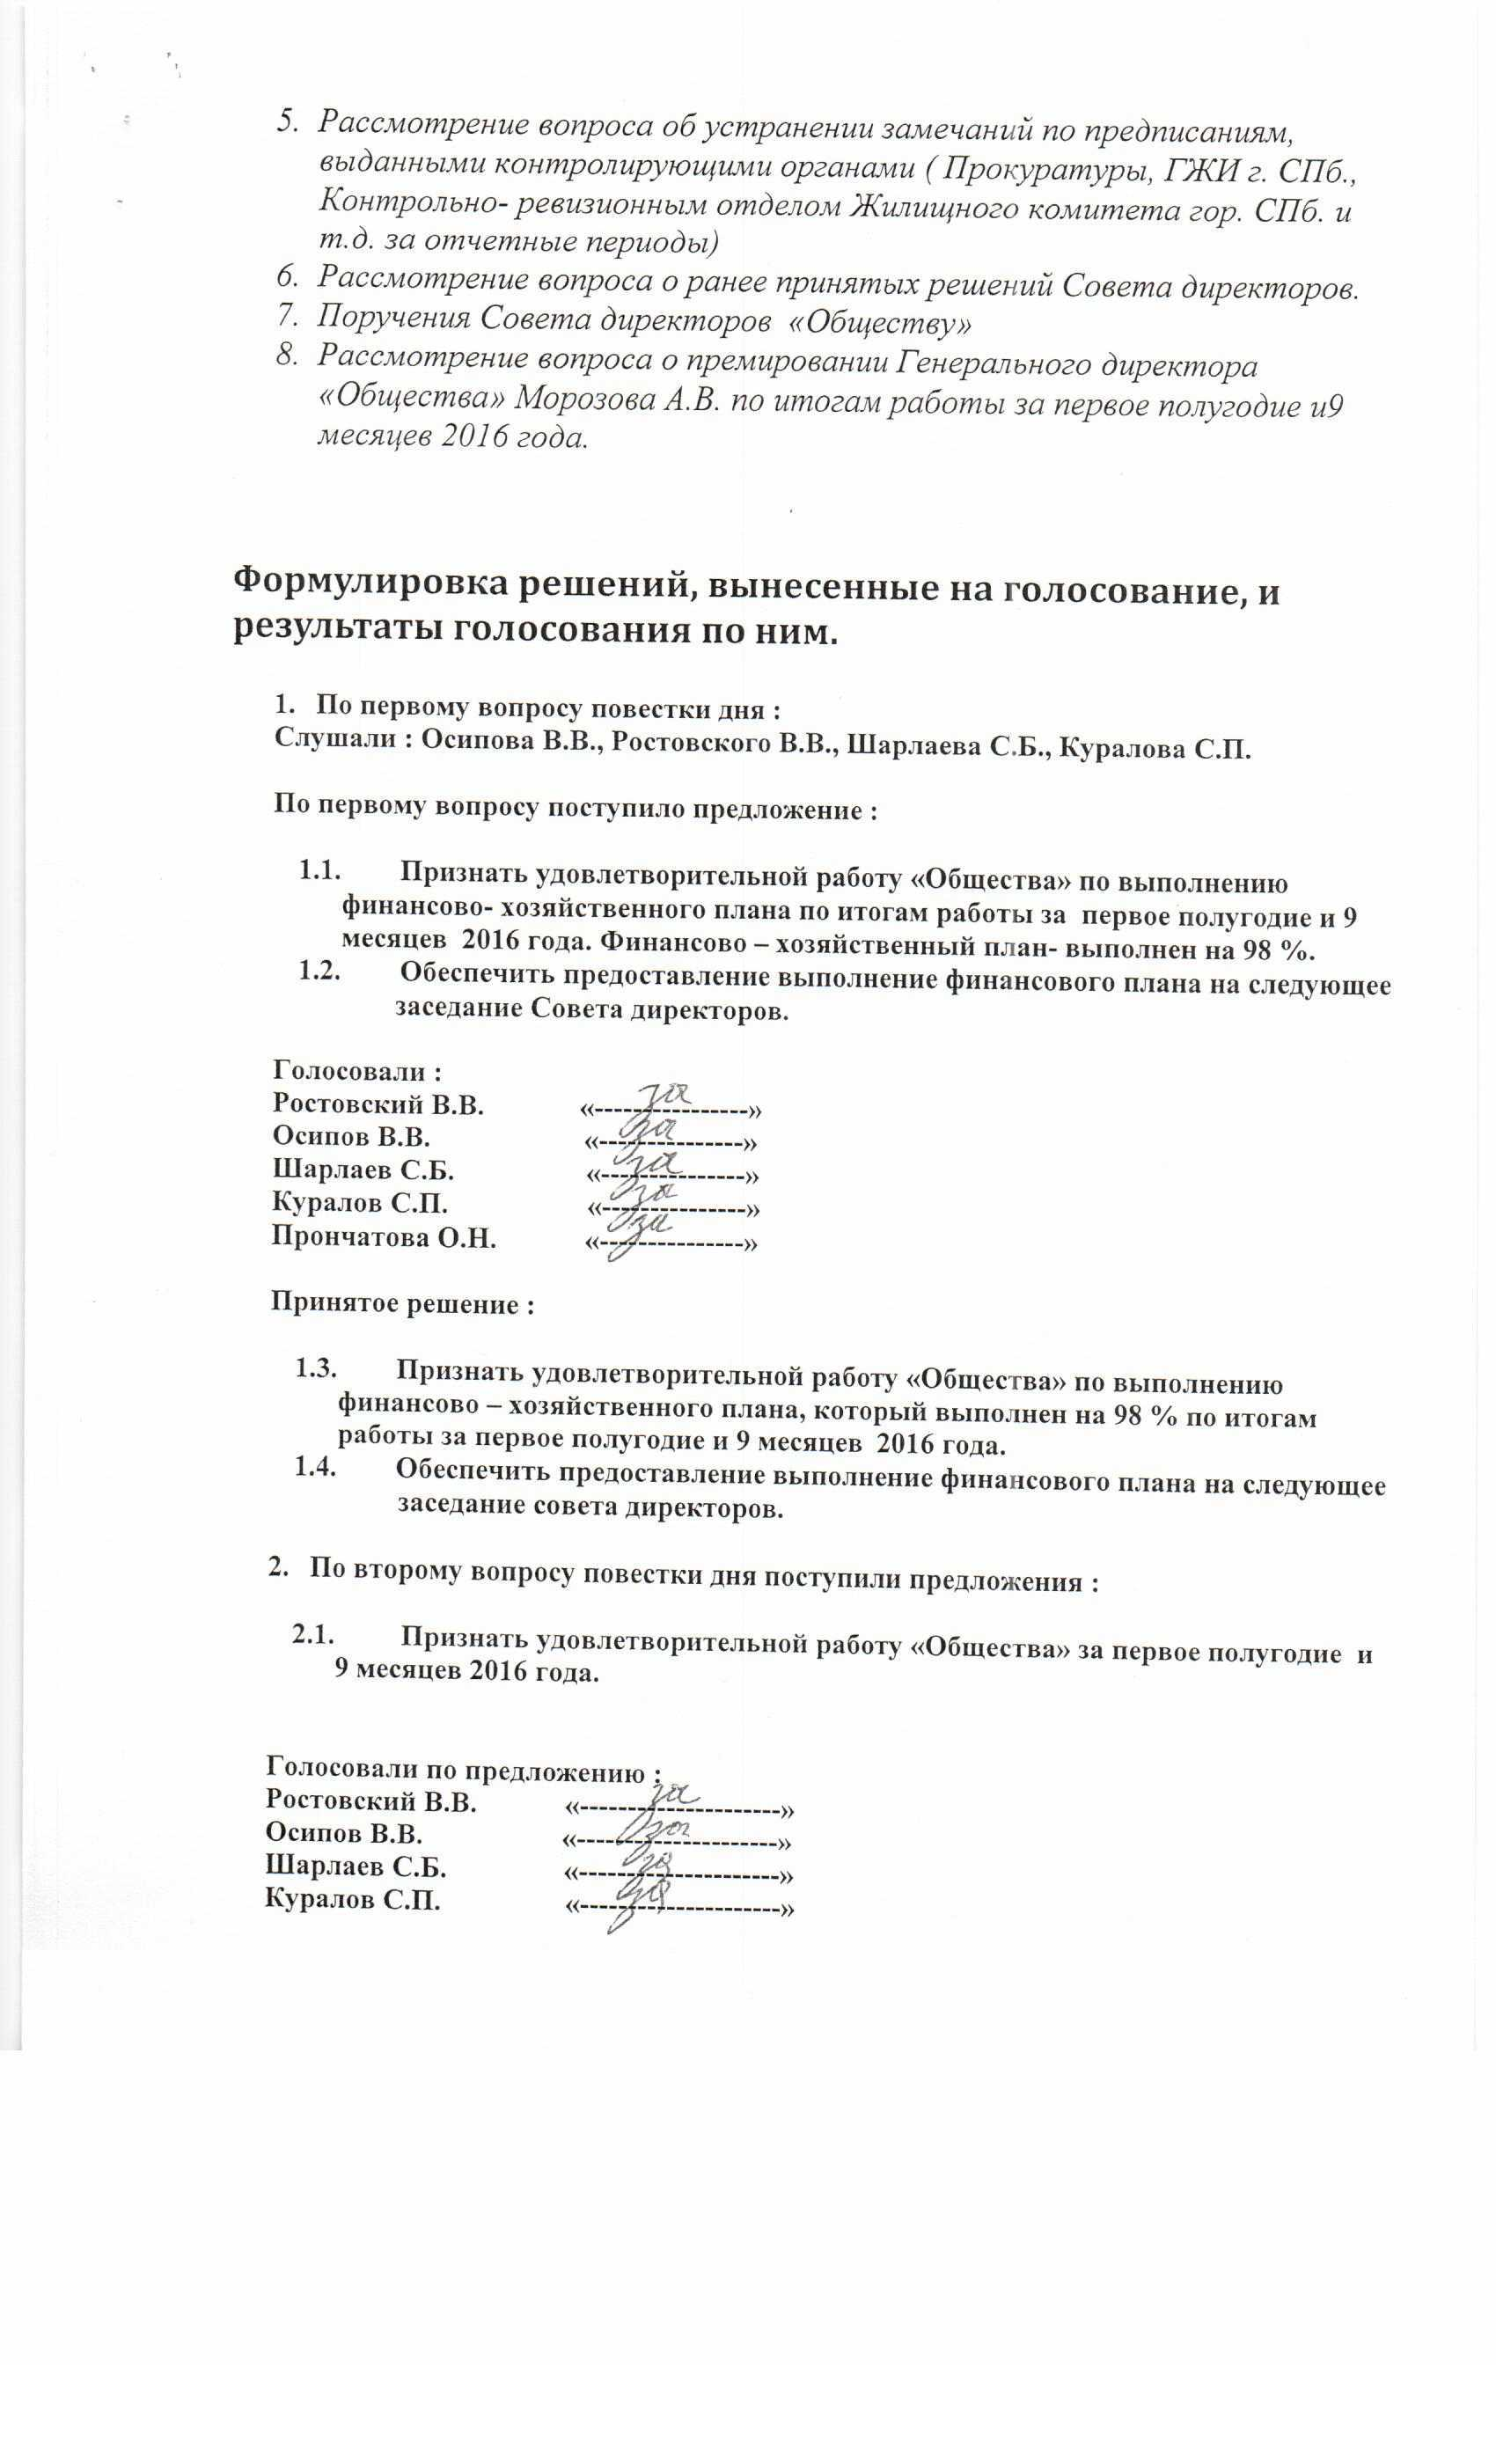 5. Рассмотрение вопроса об устранении замечаний по предписаниям,
выданными контролирующими органами ( Прокуратуры, ГЖИ г. СПб.,
Контрольно- ревизионным отделом Жилищного комитета гор. СПб. и
т.д. за отчетные периоды)
6. Рассмотрение вопроса о ранее принятых решений Совета директоров.
7. Поручения Совета директоров «Обществу»
8. Рассмотрение вопроса о премировании Генерального директора
«Общества» Морозова А.В. по итогам работы за первое полугодие и9
месяцев 2016 года.
Формулировка решений, вынесенные на голосование, и
результаты голосования по ним.
1. По первому вопросу повестки дня :
Слушали : Осипова В.В., Ростовского В.В., Шарлаева С.Б., Куралова С.П.
По первому вопросу поступило предложение :
1.1. Признать удовлетворительной работу «Общества» по выполнению
финансово- хозяйственного плана по итогам работы за первое полугодие и 9
месяцев 2016 года. Финансово – хозяйственный план- выполнен на 98 %.
1.2. Обеспечить предоставление выполнение финансового плана на следующее
заседание Совета директоров.
Голосовали :
Ростовский В.В. «за»
Осипов В.В. «за»
Шарлаев С.Б. «за»
Куралов С.П. «за»
Прончатова О.Н. «за»
Принятое решение :
1.3. Признать удовлетворительной работу «Общества» по выполнению
финансово – хозяйственного плана, который выполнен на 98 % по итогам
работы за первое полугодие и 9 месяцев 2016 года.
1.4. Обеспечить предоставление выполнение финансового плана на следующее
заседание совета директоров.
2. По второму вопросу повестки дня поступили предложения :
2.1. Признать удовлетворительной работу «Общества» за первое полугодие и
9 месяцев 2016 года.
Голосовали по предложению :
Ростовский В.В. «за»
Осипов В.В. «за»
Шарлаев С.Б. «за»
Куралов С.П. «за»